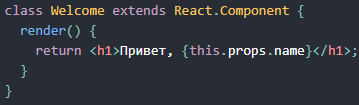 class Welcome extends React.Component {
  render() {
    return <h1>Привет, {this.props.name}</h1>;
  }
}